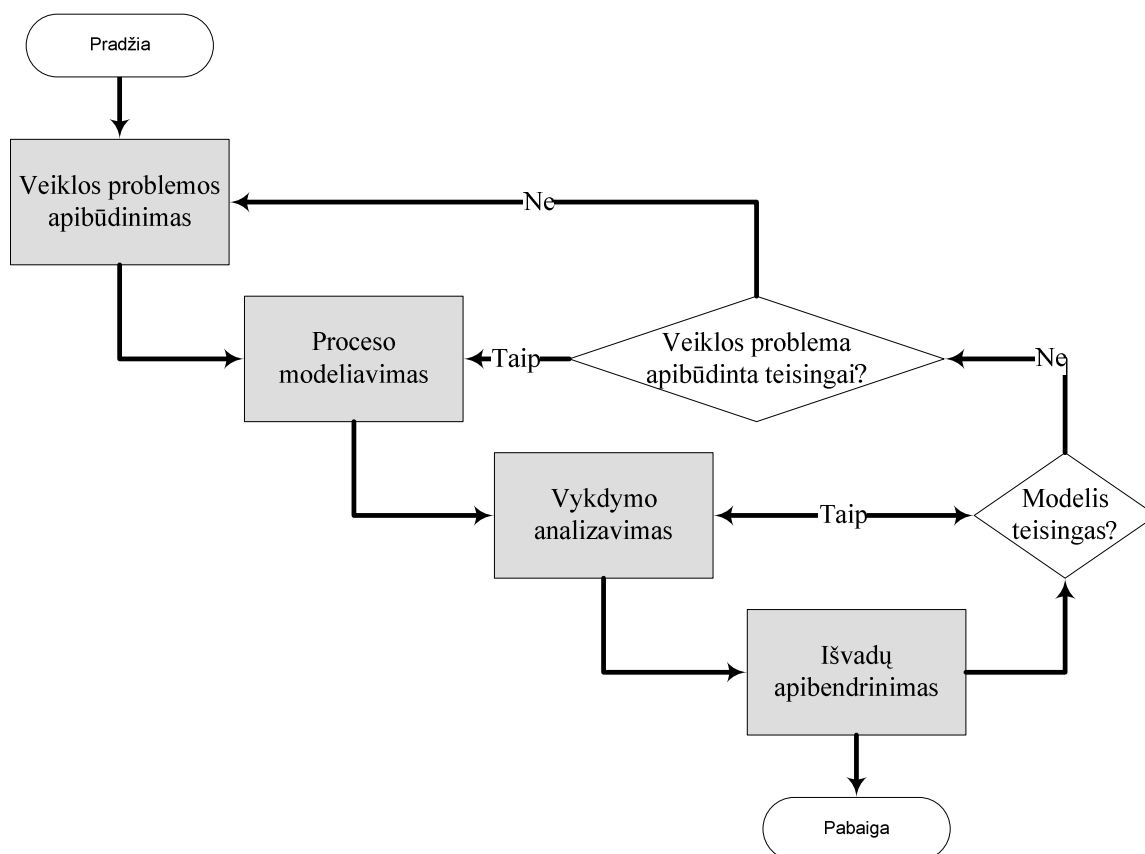 Pradžia
Veiklos problemos
apibūdinimas
Ne
Proceso
modeliavimas
Taip
Veiklos problema
apibūdinta teisingai?
Ne
Vykdymo
analizavimas
Taip
Modelis
teisingas?
Išvadų
apibendrinimas
Pabaiga